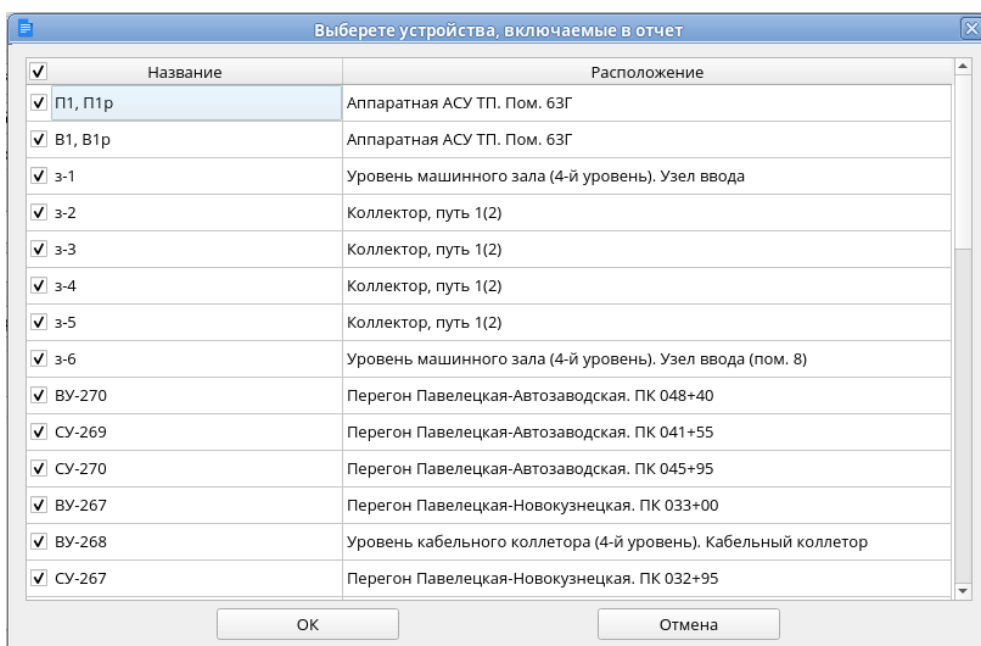 Выберете устройства, включаемые в отчет
Название Расположение
П1, П1р Аппаратная АСУ ТП. Пом. 63Г
В1, В1р Аппаратная АСУ ТП. Пом. 63Г
з-1 Уровень машинного зала (4-й уровень). Узел ввода
з-2 Коллектор, путь 1(2)
з-3 Коллектор, путь 1(2)
з-4 Коллектор, путь 1(2)
з-5 Коллектор, путь 1(2)
з-6 Уровень машинного зала (4-й уровень). Узел ввода (пом. 8)
ВУ-270 Перегон Павелецкая-Автозаводская. ПК 048+40
СУ-269 Перегон Павелецкая-Автозаводская. ПК 041+55
СУ-270 Перегон Павелецкая-Автозаводская. ПК 045+95
ВУ-267 Перегон Павелецкая-Новокузнецкая. ПК 033+00
ВУ-268 Уровень кабельного коллетора (4-й уровень). Кабельный коллетор
СУ-267 Перегон Павелецкая-Новокузнецкая. ПК 032+95
ОК Отмена